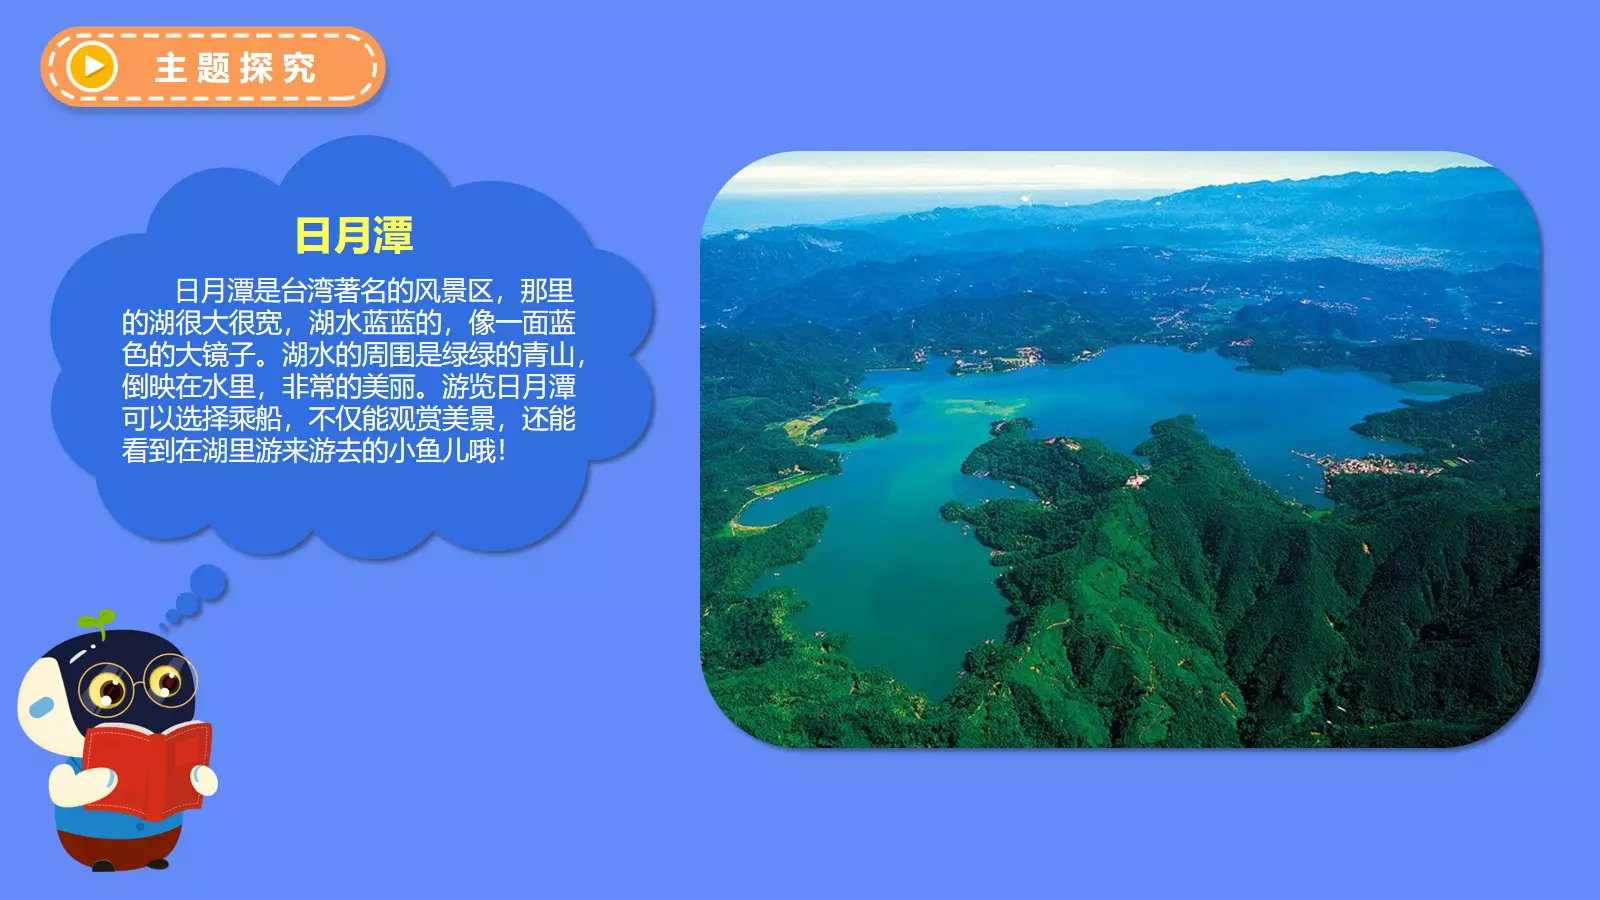 主题探究
日月潭
日月潭是台湾著名的风景区，那里
的湖很大很宽，湖水蓝蓝的，像一面蓝
色的大镜子。湖水的周围是绿绿的青山，
倒映在水里，非常的美丽。游览日月潭
可以选择乘船，不仅能观赏美景，还能
看到在湖里游来游去的小鱼儿哦！